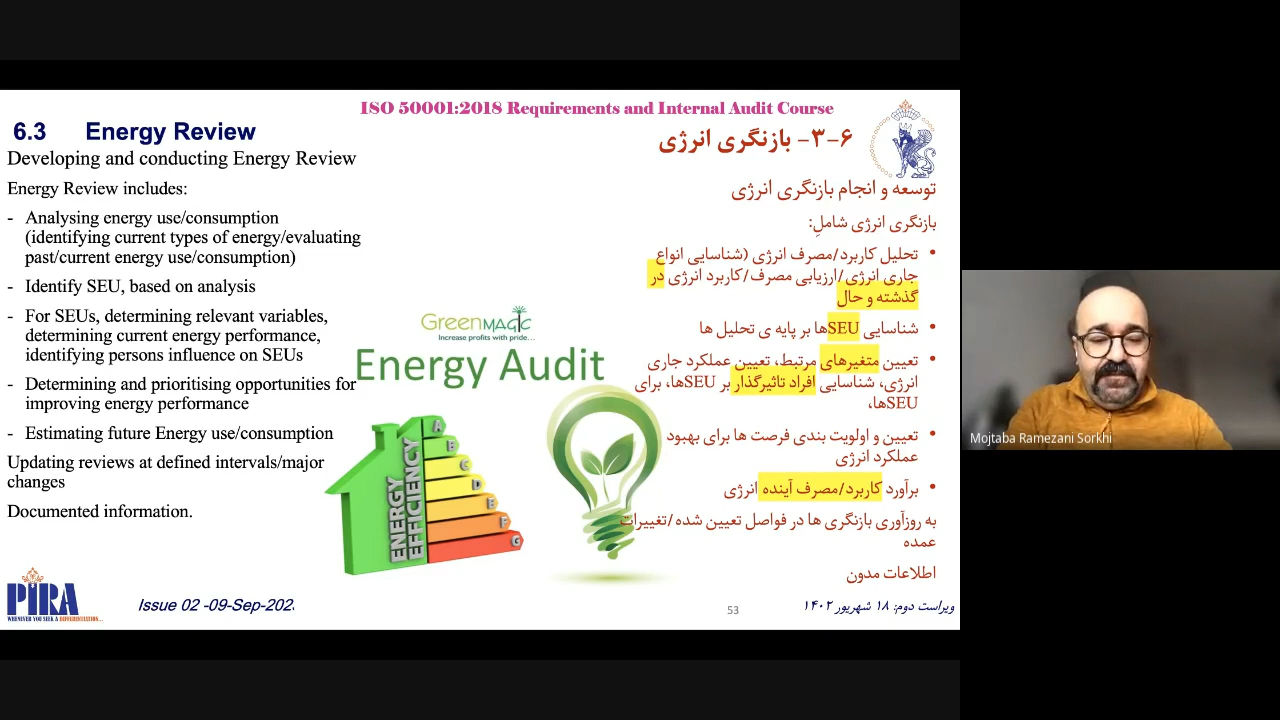 ISO 50001:2018 Requirements and Internal Audit Course
6.3 Energy Review
Developing and conducting Energy Review
Energy Review includes:
- Analysing energy use/consumption
(identifying current types of energy/evaluating
past/current energy use/consumption)
- Identify SEU, based on analysis
- For SEUs, determining relevant variables,
determining current energy performance,
identifying persons influence on SEUs
- Determining and prioritising opportunities for
improving energy performance
- Estimating future Energy use/consumption
Updating reviews at defined intervals/major
changes
Documented information.
۶-۳- بازنگری انرژی
توسعه و انجام بازنگری انرژی
بازنگری انرژی شاملِ:
• تحلیل کاربرد/مصرف انرژی (شناسایی انواع
جاری انرژی/ارزیابی مصرف/کاربرد انرژی در
گذشته و حال
• شناسایی SEUها بر پایه ی تحلیل ها
• تعیین متغیرهای مرتبط، تعیین عملکرد جاری
انرژی، شناسایی افراد تاثیرگذار بر SEUها، برای
SEUها،
• تعیین و اولویت بندی فرصت ها برای بهبود
عملکرد انرژی
• برآورد کاربرد/مصرف آینده انرژی
به روزآوری بازنگری ها در فواصل تعیین شده/تغییرات
عمده
اطلاعات مدون
GreenMAGIC
Increase profits with pride...
Energy Audit
ENERGY
EFFICIENCY
A
B
C
D
E
F
G
PIRA
WHENEVER YOU SEEK A DIFFERENTIATION...
Issue 02 -09-Sep-202
53
ویراست دوم: ۱۸ شهریور ۱۴۰۲
Mojtaba Ramezani Sorkhi